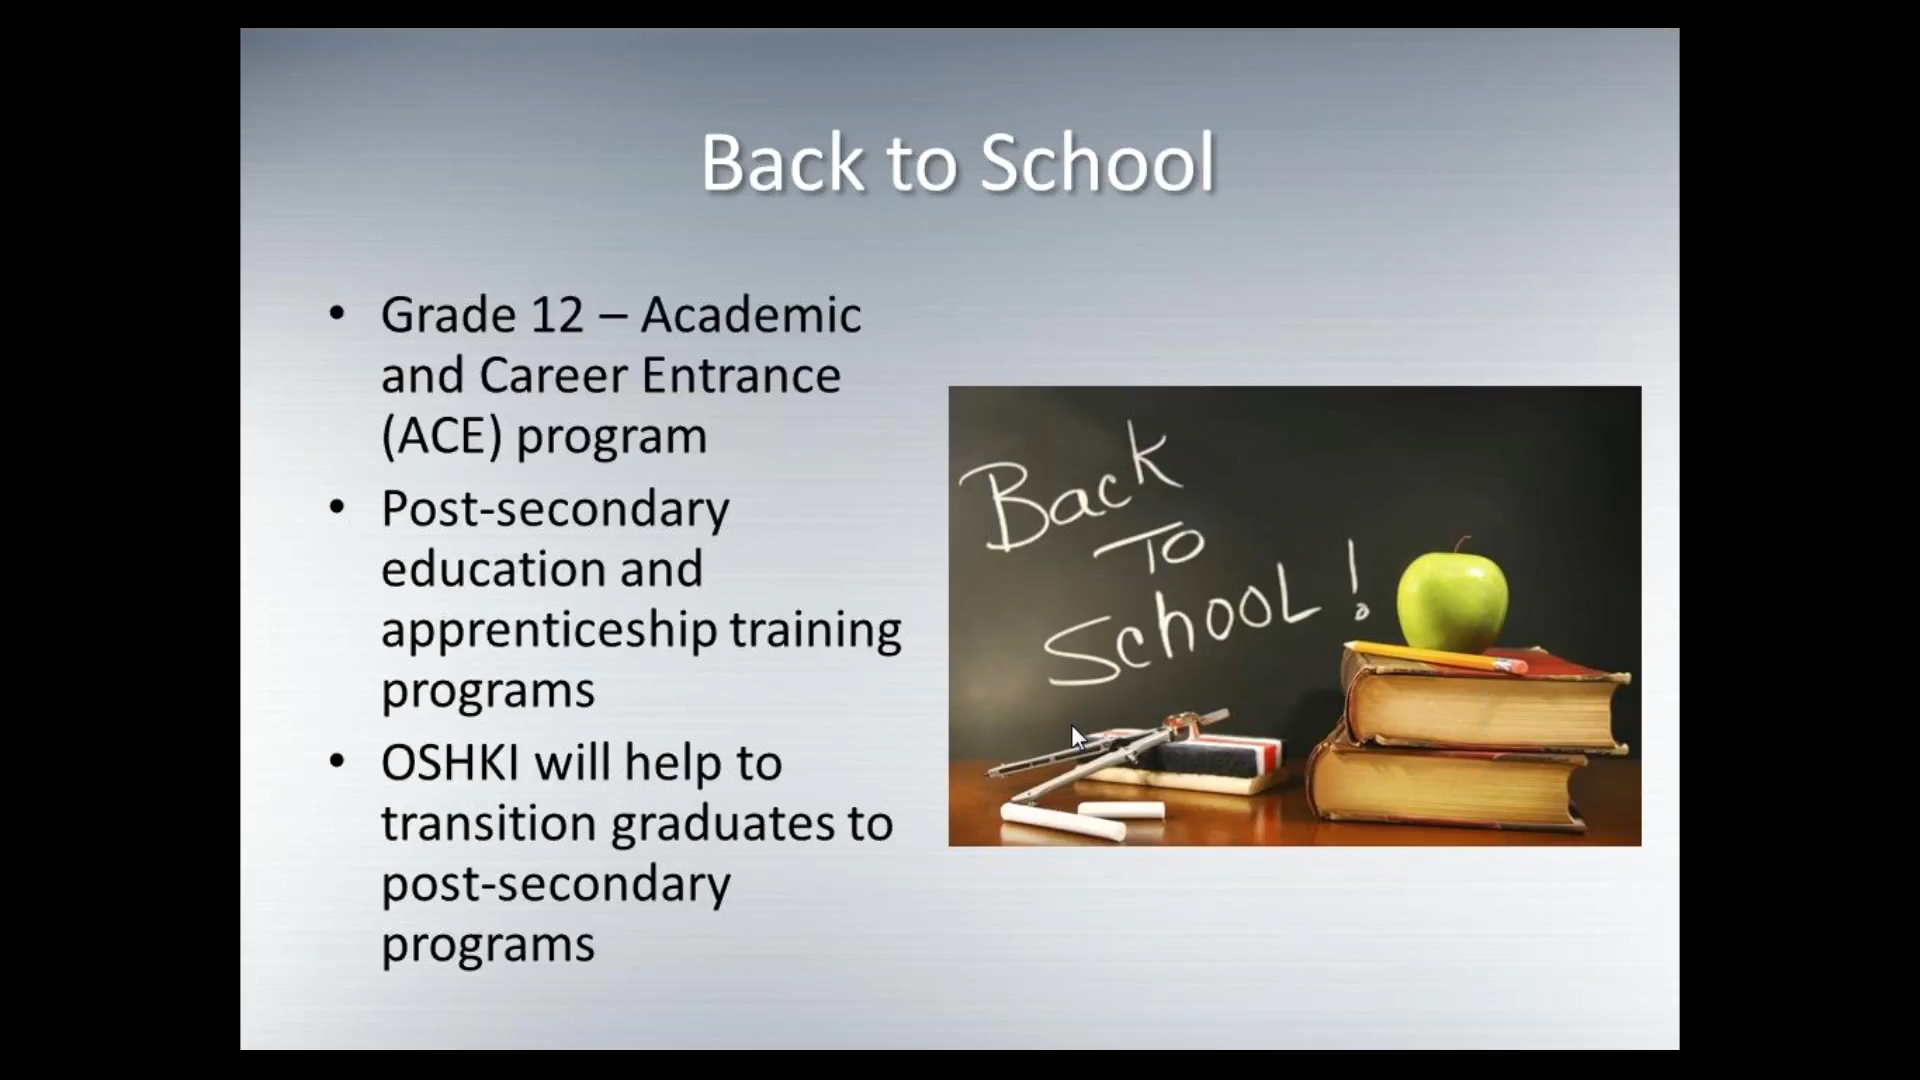 Back to School
• Grade 12 – Academic
and Career Entrance
(ACE) program
• Post-secondary
education and
apprenticeship training
programs
• OSHKI will help to
transition graduates to
post-secondary
programs
Back
To
School!